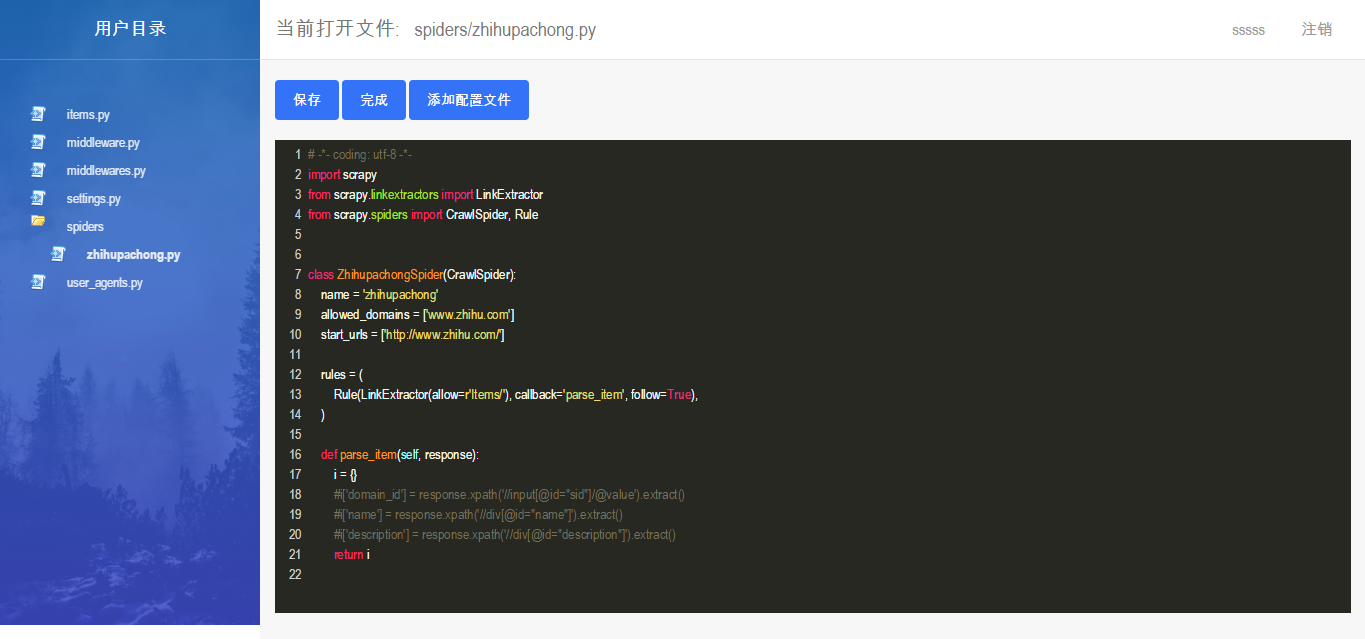 用户目录
当前打开文件: spiders/zhihupachong.py
sssss 注销
items.py
middleware.py
middlewares.py
settings.py
spiders
zhihupachong.py
user_agents.py
保存 完成 添加配置文件
1 # -*- coding: utf-8 -*-
2 import scrapy
3 from scrapy.linkextractors import LinkExtractor
4 from scrapy.spiders import CrawlSpider, Rule
5
6
7 class ZhihupachongSpider(CrawlSpider):
8 name = 'zhihupachong'
9 allowed_domains = ['www.zhihu.com']
10 start_urls = ['http://www.zhihu.com/']
11
12 rules = (
13 Rule(LinkExtractor(allow=r'Items/'), callback='parse_item', follow=True),
14 )
15
16 def parse_item(self, response):
17 i = {}
18 #i['domain_id'] = response.xpath('//input[@id="sid"]/@value').extract()
19 #i['name'] = response.xpath('//div[@id="name"]').extract()
20 #i['description'] = response.xpath('//div[@id="description"]').extract()
21 return i
22